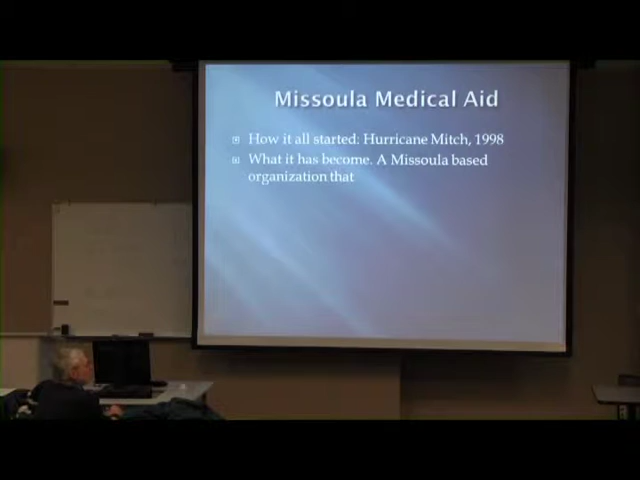 Missoula Medical Aid
How it all started: Hurricane Mitch, 1998
What it has become. A Missoula based
organization that